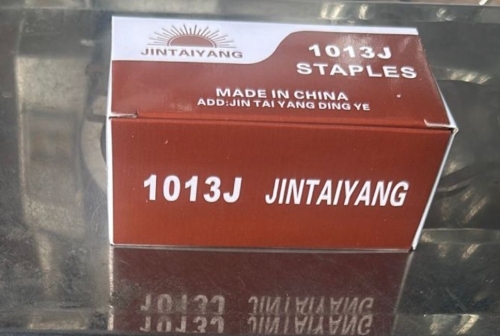 JINTAIYANG
1013J
STAPLES
MADE IN CHINA
ADD:JIN TAI YANG DING YE
1013J JINTAIYANG